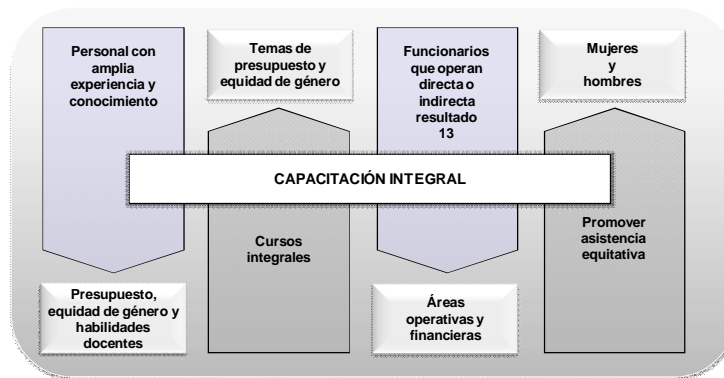 Personal con
amplia
experiencia y
conocimiento
Presupuesto,
equidad de género y
habilidades
docentes
Temas de
presupuesto y
equidad de género
Cursos
integrales
Funcionarios
que operan
directa o
indirecta
resultado
13
Áreas
operativas y
financieras
Mujeres
y
hombres
Promover
asistencia
equitativa
CAPACITACIÓN INTEGRAL